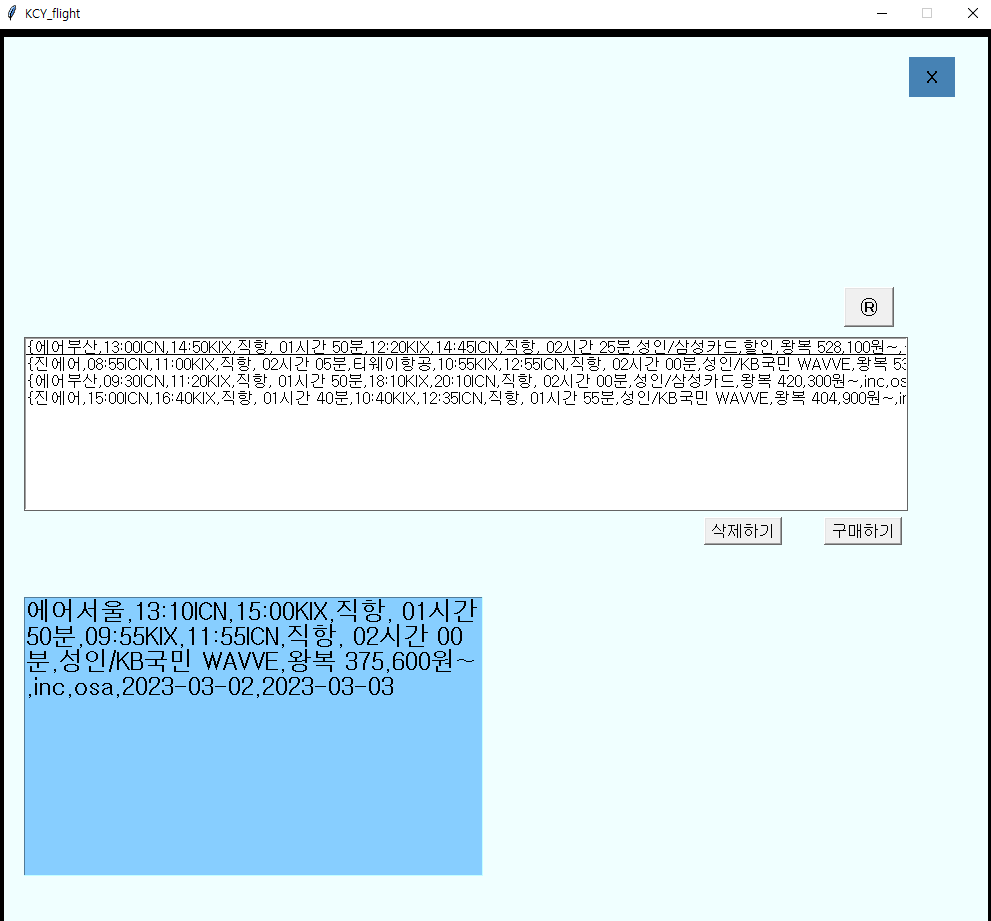 KCY_flight
X
®
{에어부산,13:00ICN,14:50KIX,직항, 01시간 50분,12:20KIX,14:45ICN,직항, 02시간 25분,성인/삼성카드,할인,왕복 528,100원~,
{진에어,08:55ICN,11:00KIX,직항, 02시간 05분,티웨이항공,10:55KIX,12:55ICN,직항, 02시간 00분,성인/KB국민 WAVVE,왕복 53
{에어부산,09:30ICN,11:20KIX,직항, 01시간 50분,18:10KIX,20:10ICN,직항, 02시간 00분,성인/삼성카드,왕복 420,300원~,inc,os
{진에어,15:00ICN,16:40KIX,직항, 01시간 40분,10:40KIX,12:35ICN,직항, 01시간 55분,성인/KB국민 WAVVE,왕복 404,900원~,in
삭제하기 구매하기
에어서울,13:10ICN,15:00KIX,직항, 01시간
50분,09:55KIX,11:55ICN,직항, 02시간 00
분,성인/KB국민 WAVVE,왕복 375,600원~
,inc,osa,2023-03-02,2023-03-03